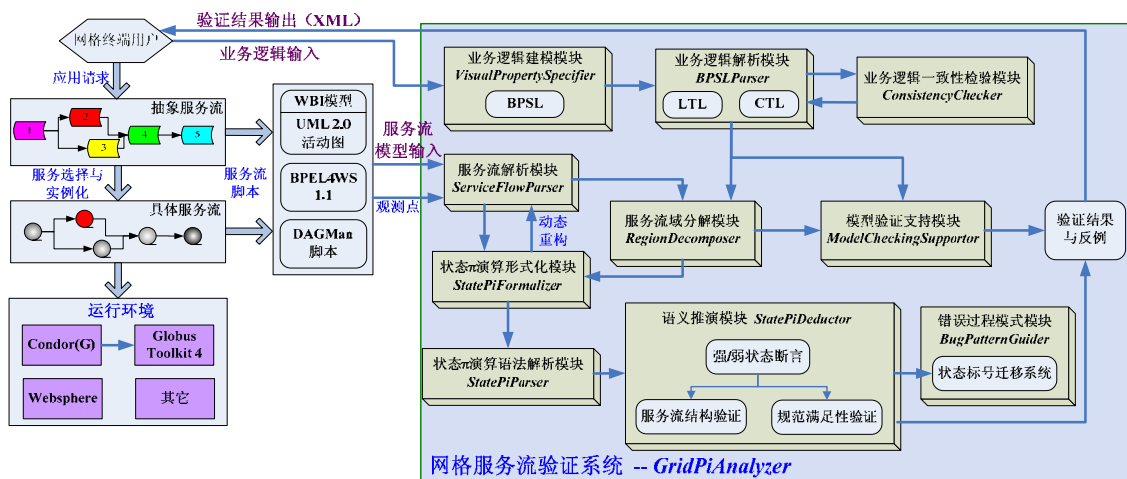 验证结果输出（XML）
网格终端用户
业务逻辑输入
应用请求
抽象服务流
1
2
3
4
5
服务选择与
实例化
具体服务流
服务流
脚本
WBI模型
UML 2.0
活动图
BPEL4WS
1.1
DAGMan
脚本
服务流
模型输入
观测点
运行环境
Condor(G)
Globus
Toolkit 4
Websphere
其它
业务逻辑建模模块
VisualPropertySpecifier
BPSL
业务逻辑解析模块
BPSLParser
LTL
CTL
业务逻辑一致性检验模块
ConsistencyChecker
服务流解析模块
ServiceFlowParser
动态
重构
服务流域分解模块
RegionDecomposer
模型验证支持模块
ModelCheckingSupportor
验证结果
与反例
状态π演算形式化模块
StatePiFormalizer
状态π演算语法解析模块
StatePiParser
语义推演模块 StatePiDeductor
强/弱状态断言
服务流结构验证
规范满足性验证
错误过程模式模块
BugPatternGuider
状态标号迁移系统
网格服务流验证系统 -- GridPiAnalyzer